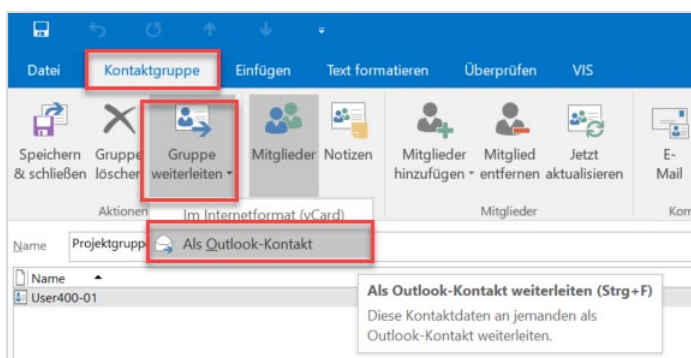 Datei Kontaktgruppe Einfügen Text formatieren Überprüfen VIS
Speichern & schließen
Gruppe löschen
Gruppe weiterleiten
Mitglieder
Notizen
Mitglieder hinzufügen
Mitglied entfernen
Jetzt aktualisieren
E-Mail
Aktionen
Mitglieder
Im Internetformat (vCard)
Als Outlook-Kontakt
Name Projektgruppe
Name
User400-01
Als Outlook-Kontakt weiterleiten (Strg+F)
Diese Kontaktdaten an jemanden als
Outlook-Kontakt weiterleiten.